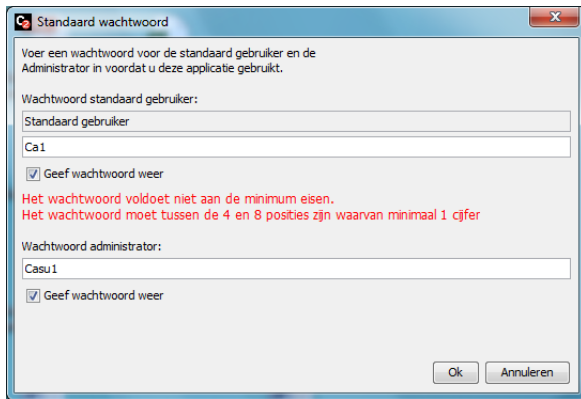 C2 Standaard wachtwoord
Voer een wachtwoord voor de standaard gebruiker en de
Administrator in voordat u deze applicatie gebruikt.
Wachtwoord standaard gebruiker:
Standaard gebruiker
Ca1
Geef wachtwoord weer
Het wachtwoord voldoet niet aan de minimum eisen.
Het wachtwoord moet tussen de 4 en 8 posities zijn waarvan minimaal 1 cijfer
Wachtwoord administrator:
Casu1
Geef wachtwoord weer
Ok Annuleren